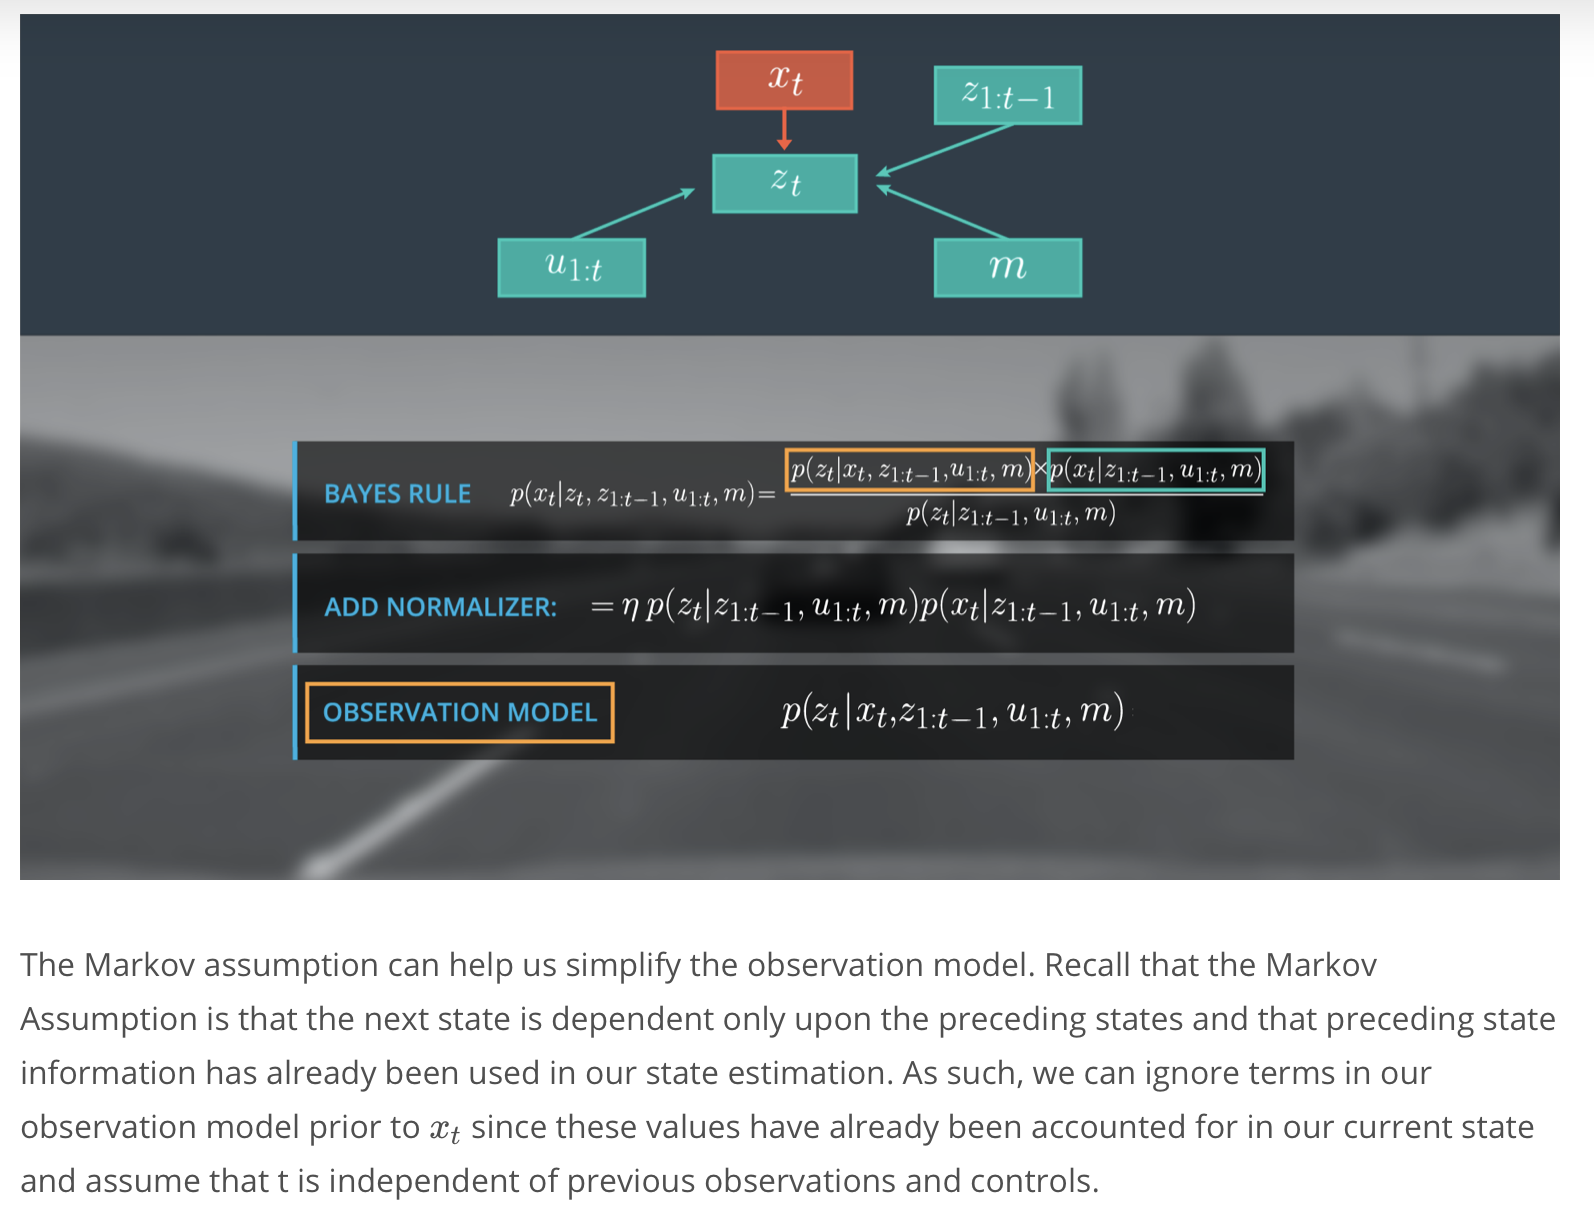 x_t
z_{1:t-1}
z_t
u_{1:t}
m
BAYES RULE p(x_t|z_t, z_{1:t-1}, u_{1:t}, m)= p(z_t|x_t, z_{1:t-1},u_{1:t}, m)×p(x_t|z_{1:t-1}, u_{1:t}, m)
p(z_t|z_{1:t-1}, u_{1:t}, m)
ADD NORMALIZER: = η p(z_t|z_{1:t-1}, u_{1:t}, m)p(x_t|z_{1:t-1}, u_{1:t}, m)
OBSERVATION MODEL p(z_t|x_t,z_{1:t-1}, u_{1:t}, m)
The Markov assumption can help us simplify the observation model. Recall that the Markov
Assumption is that the next state is dependent only upon the preceding states and that preceding state
information has already been used in our state estimation. As such, we can ignore terms in our
observation model prior to x_t since these values have already been accounted for in our current state
and assume that t is independent of previous observations and controls.